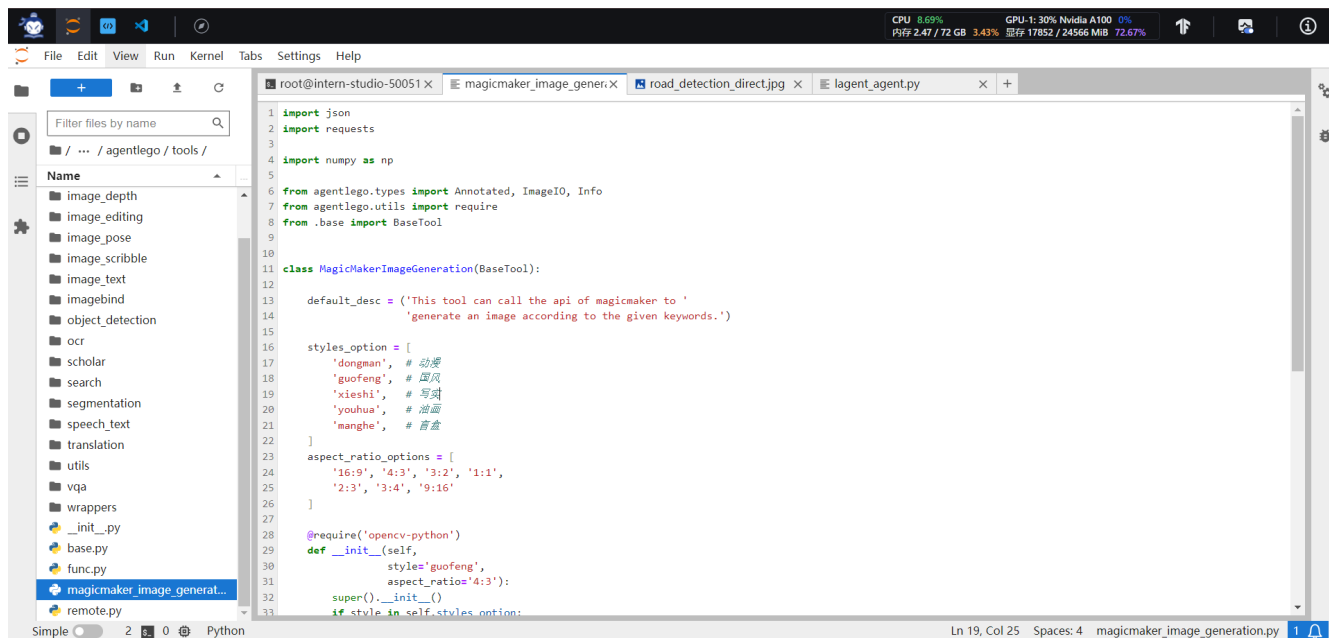 CPU 8.69% GPU-1: 30% Nvidia A100 0%
内存 2.47 / 72 GB 3.43% 显存 17852 / 24566 MiB 72.67%
File Edit View Run Kernel Tabs Settings Help
root@intern-studio-50051
magicmaker_image_genera
road_detection_direct.jpg
lagent_agent.py
Filter files by name
/ ... / agentlego / tools /
Name
image_depth
image_editing
image_pose
image_scribble
image_text
imagebind
object_detection
ocr
scholar
search
segmentation
speech_text
translation
utils
vqa
wrappers
__init__.py
base.py
func.py
magicmaker_image_generat...
remote.py
1 import json
2 import requests
3
4 import numpy as np
5
6 from agentlego.types import Annotated, ImageIO, Info
7 from agentlego.utils import require
8 from .base import BaseTool
9
10
11 class MagicMakerImageGeneration(BaseTool):
12
13 default_desc = ('This tool can call the api of magicmaker to '
14 'generate an image according to the given keywords.')
15
16 styles_option = [
17 'dongman', # 动漫
18 'guofeng', # 国风
19 'xieshi', # 写实
20 'youhua', # 油画
21 'manghe', # 盲盒
22 ]
23 aspect_ratio_options = [
24 '16:9', '4:3', '3:2', '1:1',
25 '2:3', '3:4', '9:16'
26 ]
27
28 @require('opencv-python')
29 def __init__(self,
30 style='guofeng',
31 aspect_ratio='4:3'):
32 super().__init__()
33 if style in self.styles_option:
Simple 2 0 Python
Ln 19, Col 25 Spaces: 4 magicmaker_image_generation.py 1